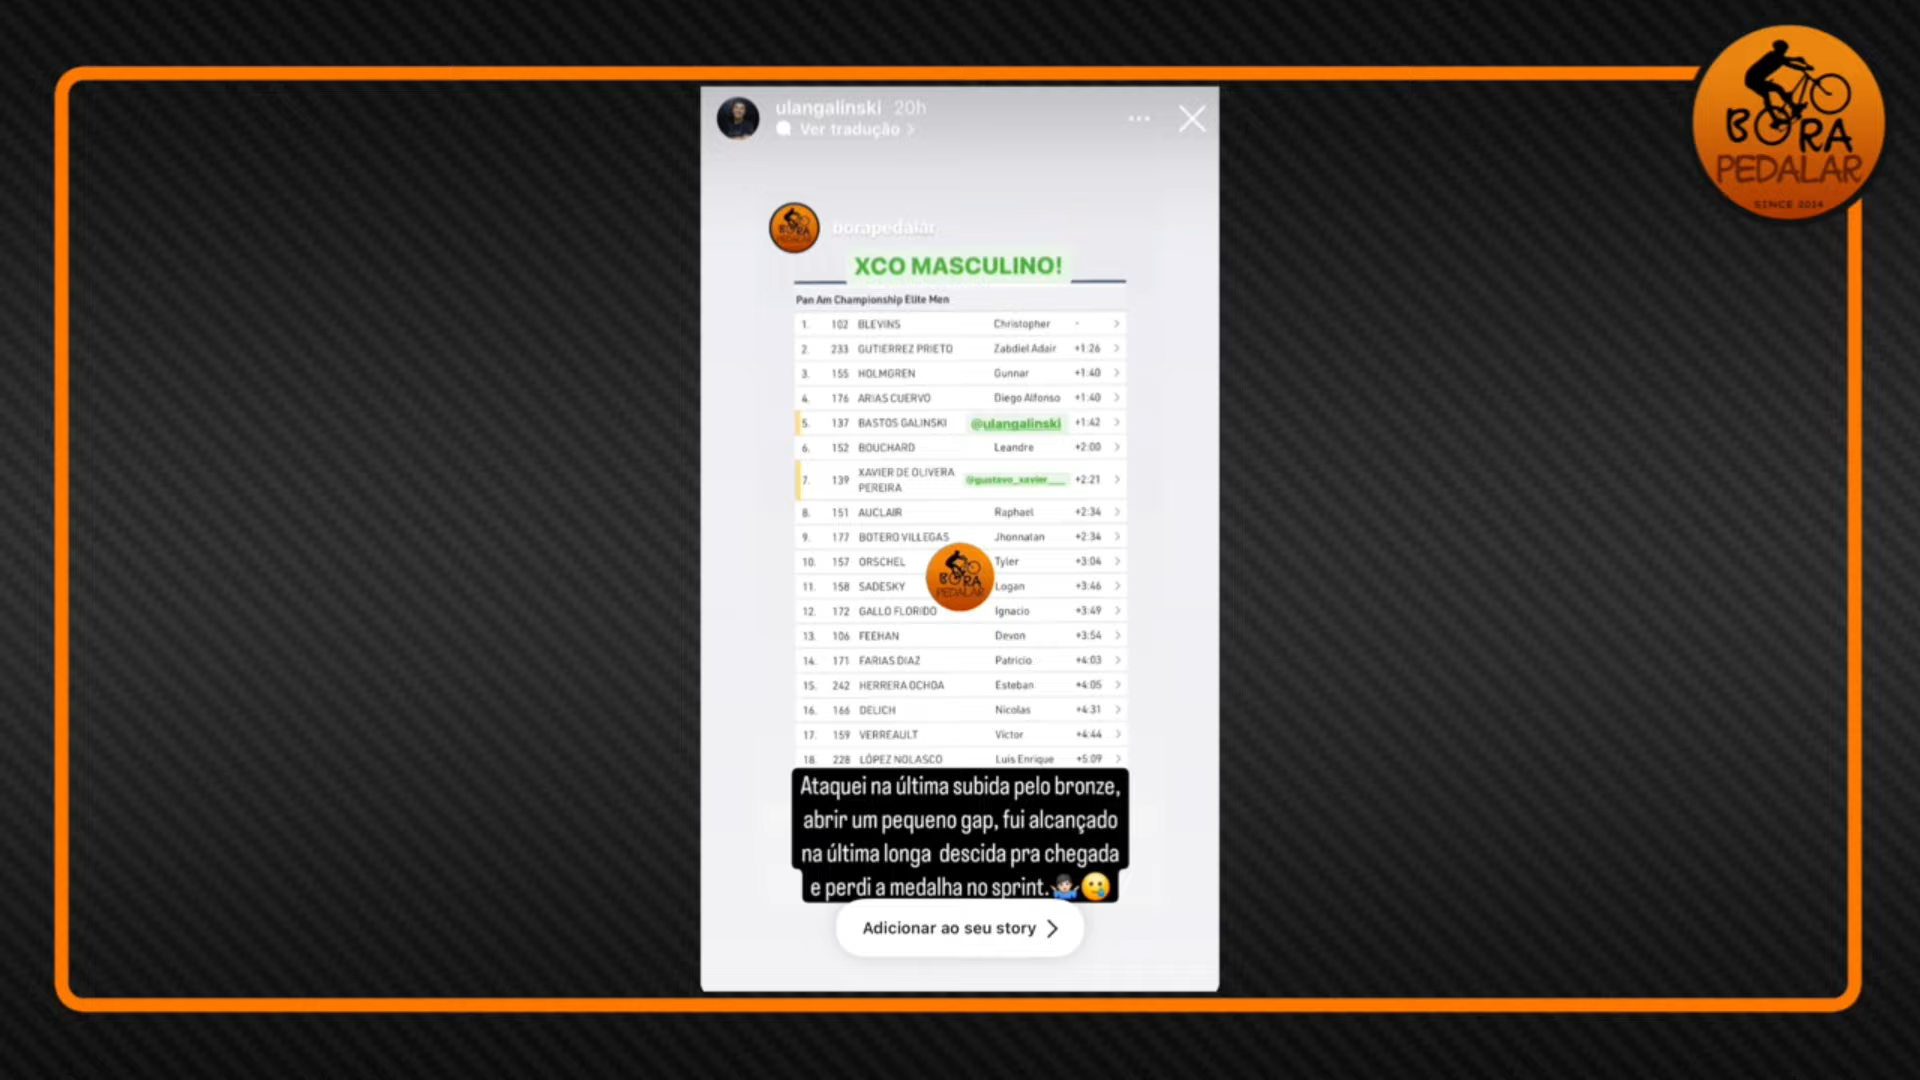 BORA
PEDALAR
SINCE 2014
ulangalinski 20h
Ver tradução
borapedalar
BORA
PEDALAR
XCO MASCULINO!
Pan Am Championship Elite Men
1. 102 BLEVINS Christopher -
2. 233 GUTIERREZ PRIETO Zabdiel Adair +1:26
3. 155 HOLMGREN Gunnar +1:40
4. 176 ARIAS CUERVO Diego Alfonso +1:40
5. 137 BASTOS GALINSKI @ulangalinski +1:42
6. 152 BOUCHARD Leandre +2:00
7. 139 XAVIER DE OLIVERA PEREIRA @gustavo_xavier___ +2:21
8. 151 AUCLAIR Raphael +2:34
9. 177 BOTERO VILLEGAS Jhonnatan +2:34
10. 157 ORSCHEL Tyler +3:04
11. 158 SADESKY Logan +3:46
12. 172 GALLO FLORIDO Ignacio +3:49
13. 106 FEEHAN Devon +3:54
14. 171 FARIAS DIAZ Patricio +4:03
15. 242 HERRERA OCHOA Esteban +4:05
16. 166 DELICH Nicolas +4:31
17. 159 VERREAULT Victor +4:44
18. 228 LÓPEZ NOLASCO Luis Enrique +5:09
BORA
PEDALAR
Ataquei na última subida pelo bronze,
abrir um pequeno gap, fui alcançado
na última longa descida pra chegada
e perdi a medalha no sprint.🤷🏻‍♂️🥲
Adicionar ao seu story